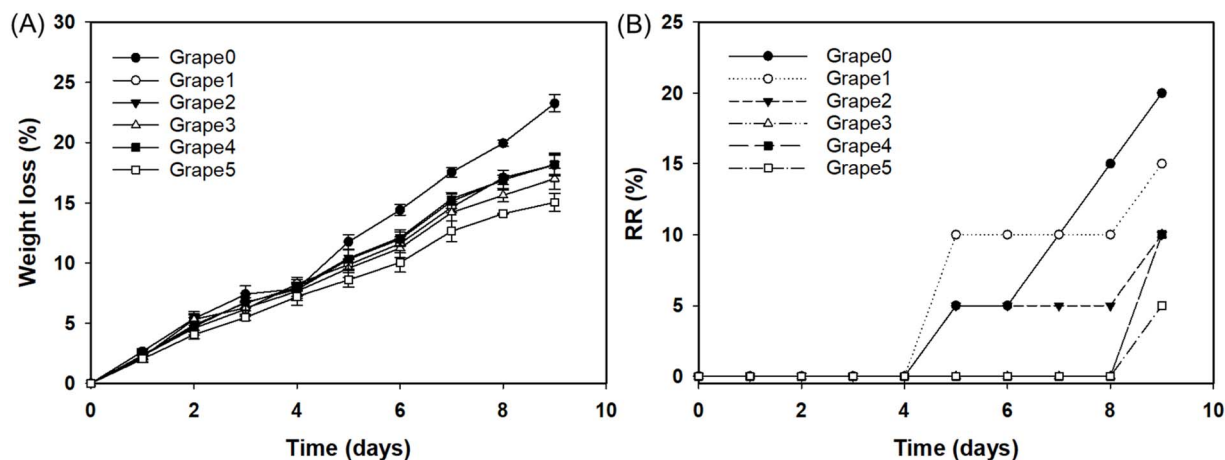 (A)
Weight loss (%)
30
25
20
15
10
5
0
Grape0
Grape1
Grape2
Grape3
Grape4
Grape5
0 2 4 6 8 10
Time (days)
(B)
RR (%)
25
20
15
10
5
0
Grape0
Grape1
Grape2
Grape3
Grape4
Grape5
0 2 4 6 8 10
Time (days)